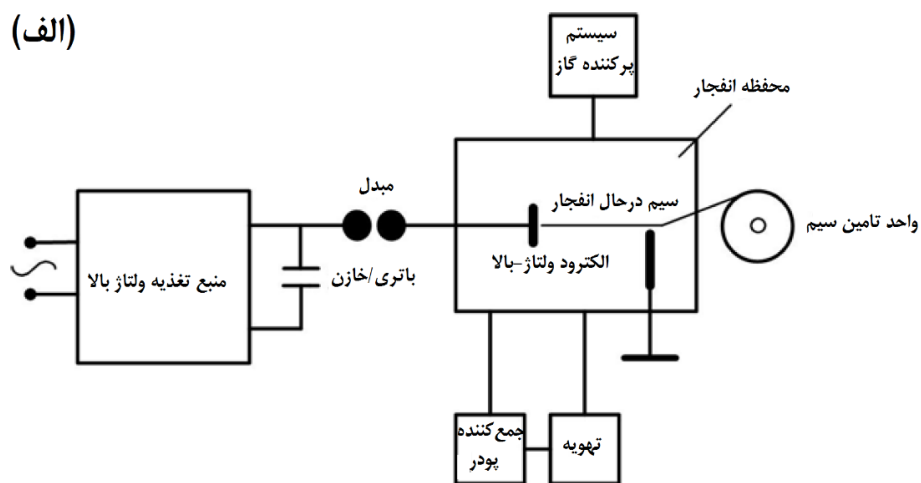 (الف)
سیستم
پرکننده گاز
محفظه انفجار
مبدل
سیم درحال انفجار
واحد تامین سیم
الکترود ولتاژ-بالا
باتری/خازن
منبع تغذیه ولتاژ بالا
جمع‌کننده
پودر
تهویه